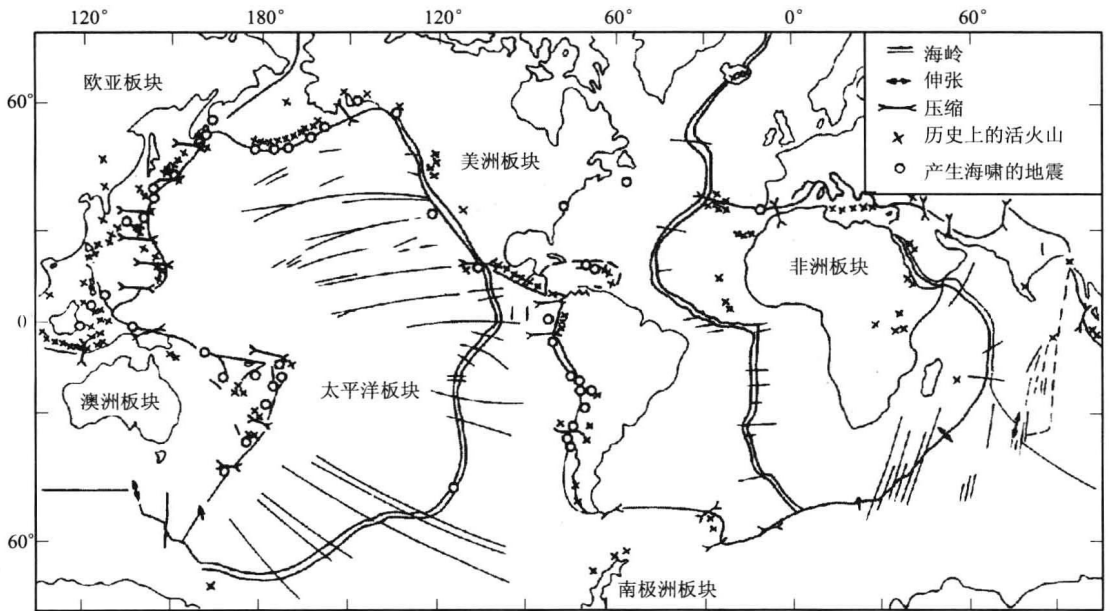 120° 180° 120° 60° 0° 60°
欧亚板块
60°
美洲板块
非洲板块
0
澳洲板块
太平洋板块
60°
南极洲板块
海岭
伸张
压缩
历史上的活火山
产生海啸的地震